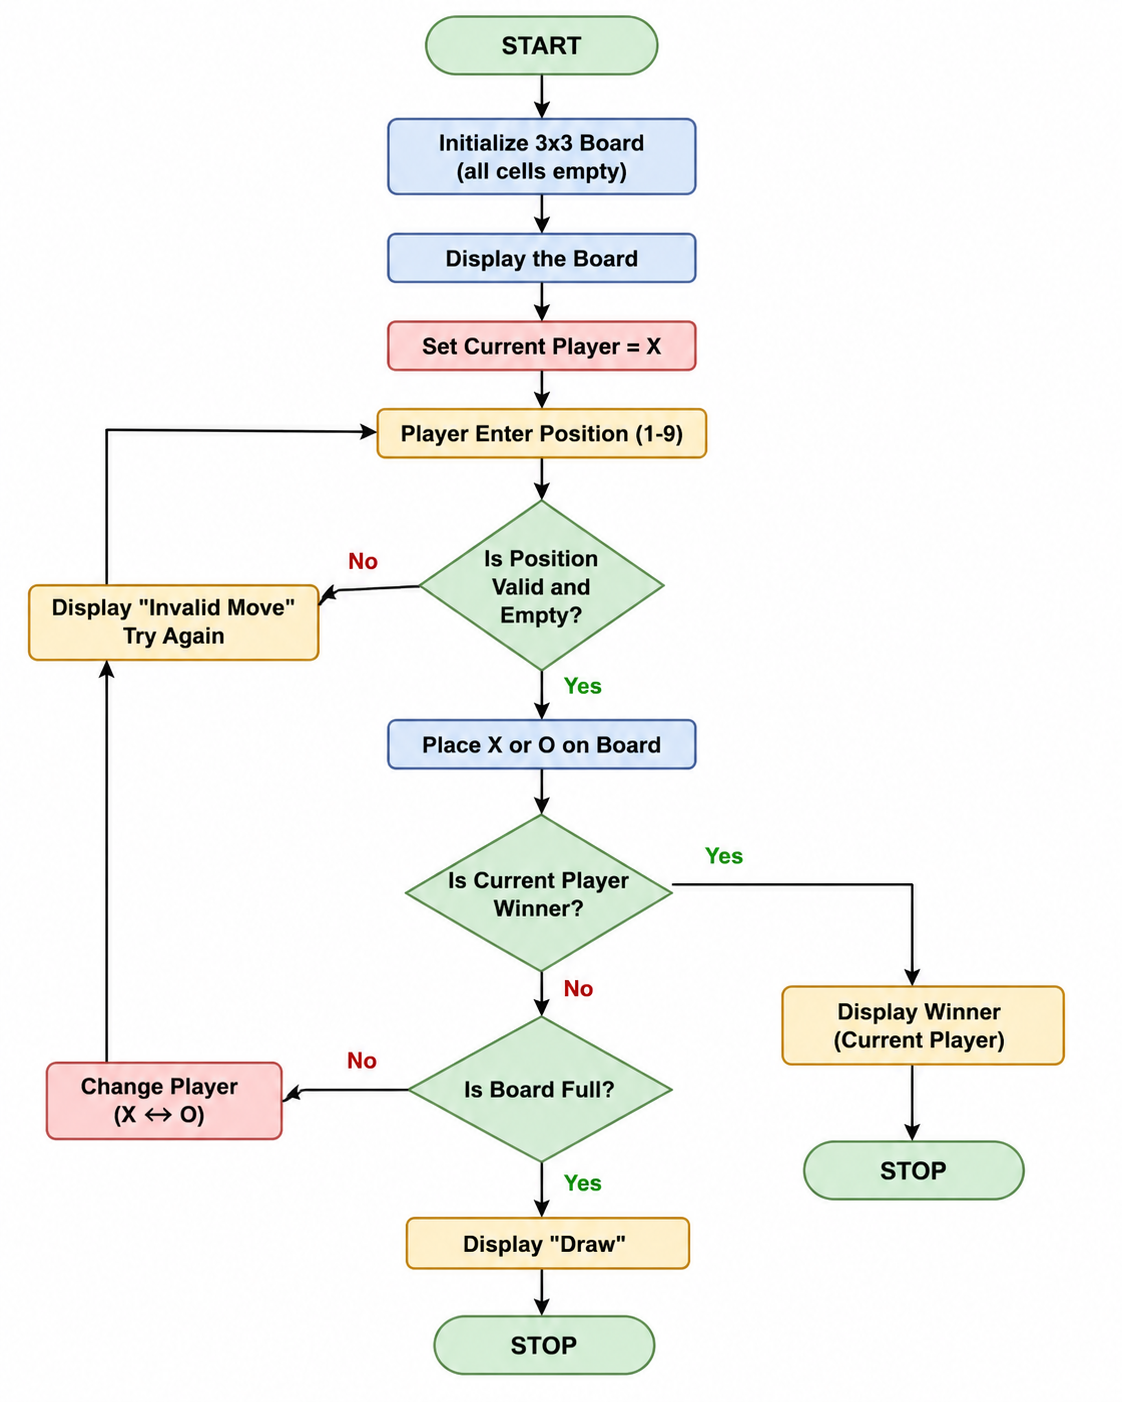 START
Initialize 3x3 Board
(all cells empty)
Display the Board
Set Current Player = X
Player Enter Position (1-9)
Is Position
Valid and
Empty?
No
Display "Invalid Move"
Try Again
Yes
Place X or O on Board
Is Current Player
Winner?
Yes
No
Display Winner
(Current Player)
STOP
Is Board Full?
No
Change Player
(X ↔ O)
Yes
Display "Draw"
STOP